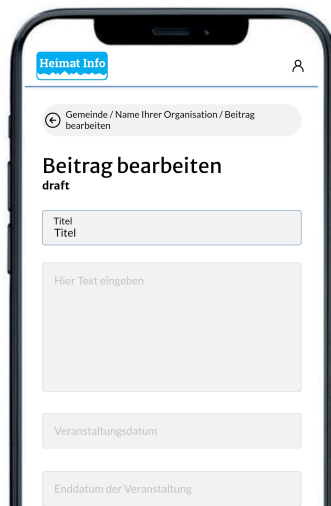 Heimat Info
Gemeinde / Name Ihrer Organisation / Beitrag
bearbeiten
Beitrag bearbeiten
draft
Titel
Titel
Hier Text eingeben
Veranstaltungsdatum
Enddatum der Veranstaltung